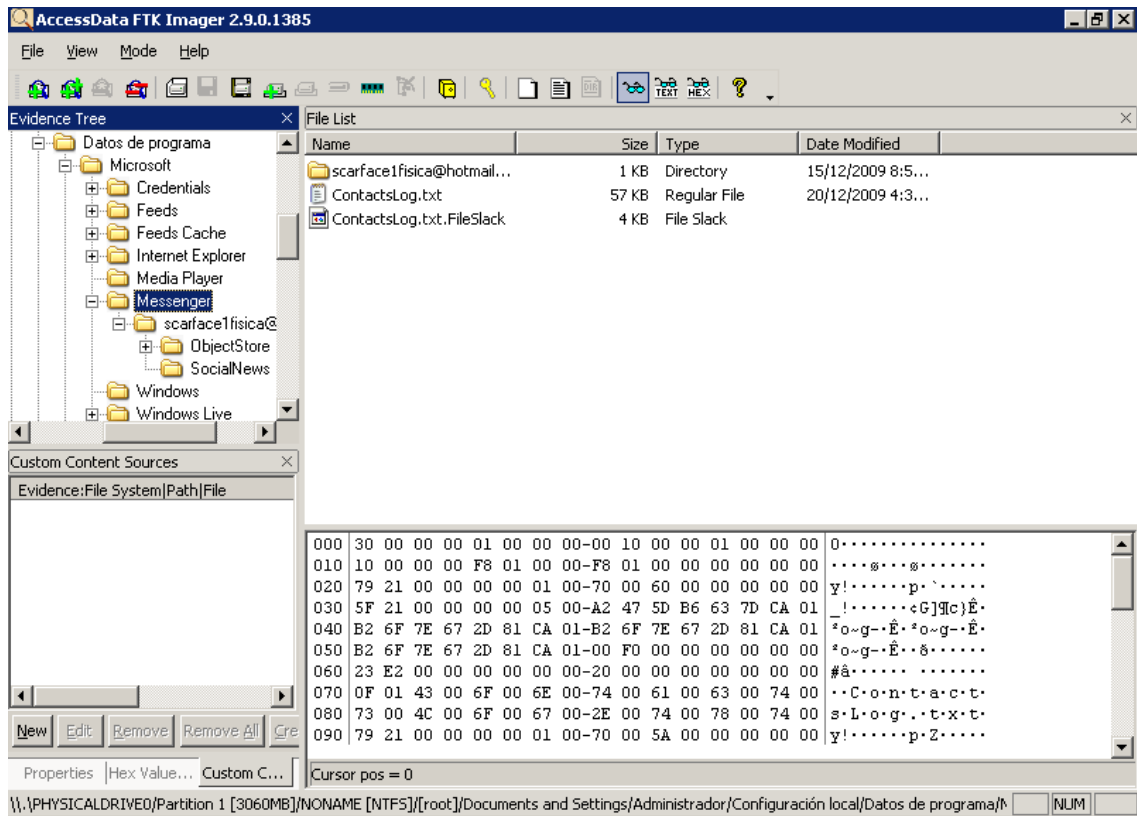 AccessData FTK Imager 2.9.0.1385
File View Mode Help
TEXT HEX
Evidence Tree
Datos de programa
Microsoft
Credentials
Feeds
Feeds Cache
Internet Explorer
Media Player
Messenger
scarface1fisica@
ObjectStore
SocialNews
Windows
Windows Live
File List
Name Size Type Date Modified
scarface1fisica@hotmail... 1 KB Directory 15/12/2009 8:5...
ContactsLog.txt 57 KB Regular File 20/12/2009 4:3...
ContactsLog.txt.FileSlack 4 KB File Slack
Custom Content Sources
Evidence:File System|Path|File
New Edit Remove Remove All Cre
Properties Hex Value... Custom C...
000 30 00 00 00 01 00 00 00-00 10 00 00 01 00 00 00 0···············
010 10 00 00 00 F8 01 00 00-F8 01 00 00 00 00 00 00 ····ø···ø·······
020 79 21 00 00 00 00 01 00-70 00 60 00 00 00 00 00 y!······p·`·····
030 5F 21 00 00 00 00 05 00-A2 47 5D B6 63 7D CA 01 _!······¢G]¶c}Ê·
040 B2 6F 7E 67 2D 81 CA 01-B2 6F 7E 67 2D 81 CA 01 ²o~g-·Ê·²o~g-·Ê·
050 B2 6F 7E 67 2D 81 CA 01-00 F0 00 00 00 00 00 00 ²o~g-·Ê··ð······
060 23 E2 00 00 00 00 00 00-20 00 00 00 00 00 00 00 #â······ ·······
070 0F 01 43 00 6F 00 6E 00-74 00 61 00 63 00 74 00 ··C·o·n·t·a·c·t·
080 73 00 4C 00 6F 00 67 00-2E 00 74 00 78 00 74 00 s·L·o·g·.·t·x·t·
090 79 21 00 00 00 00 01 00-70 00 5A 00 00 00 00 00 y!······p·Z·····
Cursor pos = 0
\\.\PHYSICALDRIVE0/Partition 1 [3060MB]/NONAME [NTFS]/[root]/Documents and Settings/Administrador/Configuración local/Datos de programa/M NUM